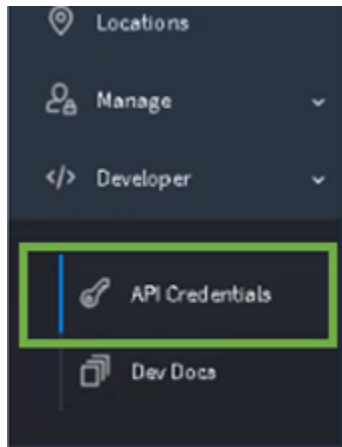 Locations
Manage
Developer
API Credentials
Dev Docs